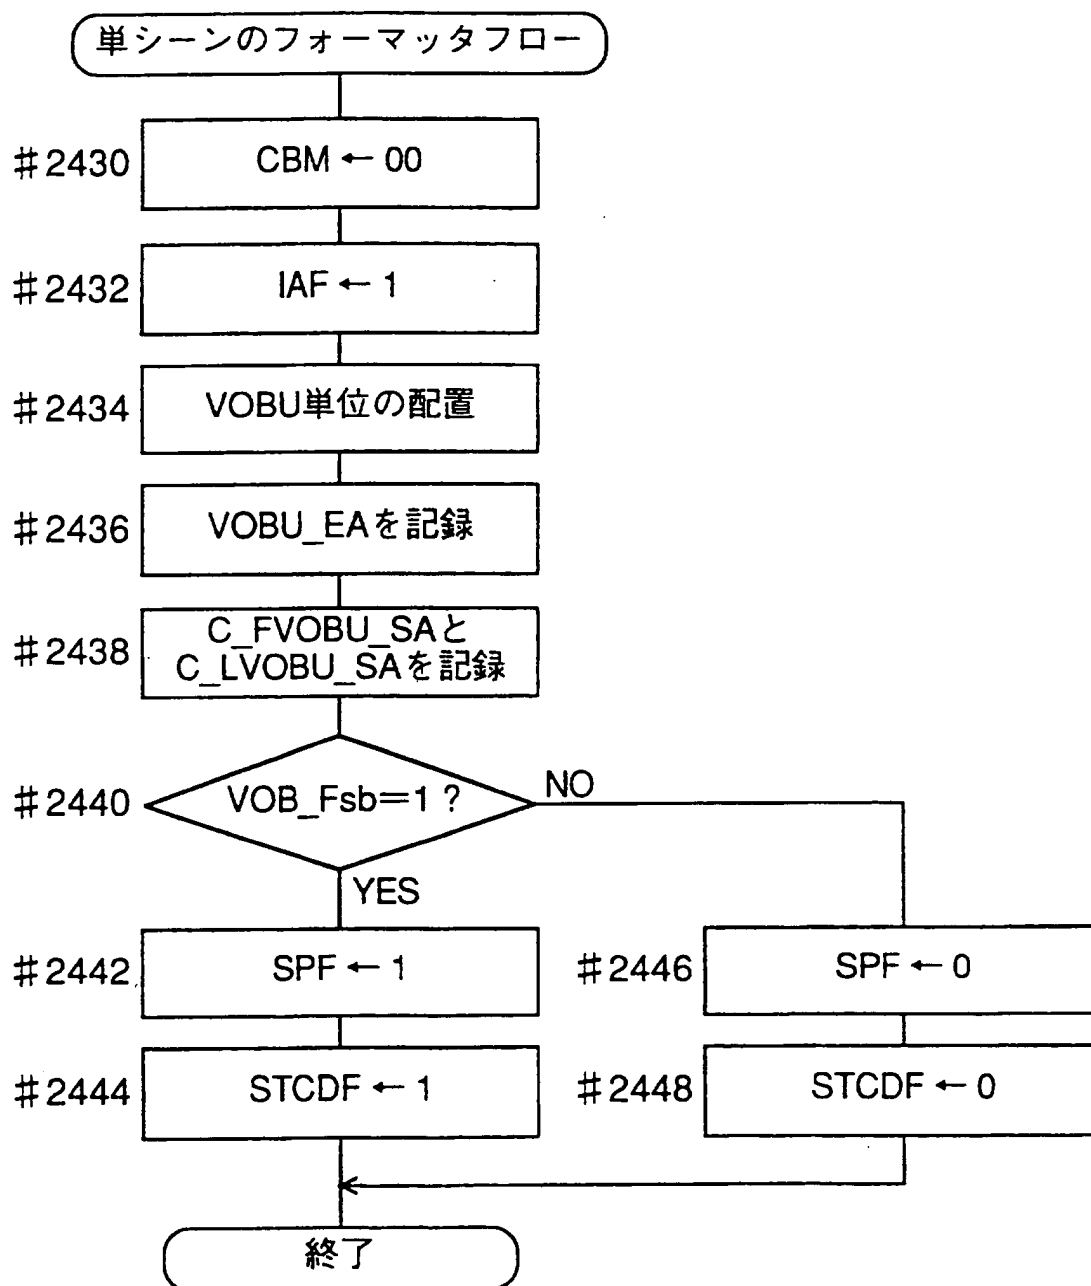 単シーンのフォーマッタフロー
#2430 CBM ← 00
#2432 IAF ← 1
#2434 VOBU単位の配置
#2436 VOBU_EAを記録
#2438 C_FVOBU_SAと
C_LVOBU_SAを記録
#2440 VOB_Fsb=1 ? NO
YES
#2442 SPF ← 1 #2446 SPF ← 0
#2444 STCDF ← 1 #2448 STCDF ← 0
終了